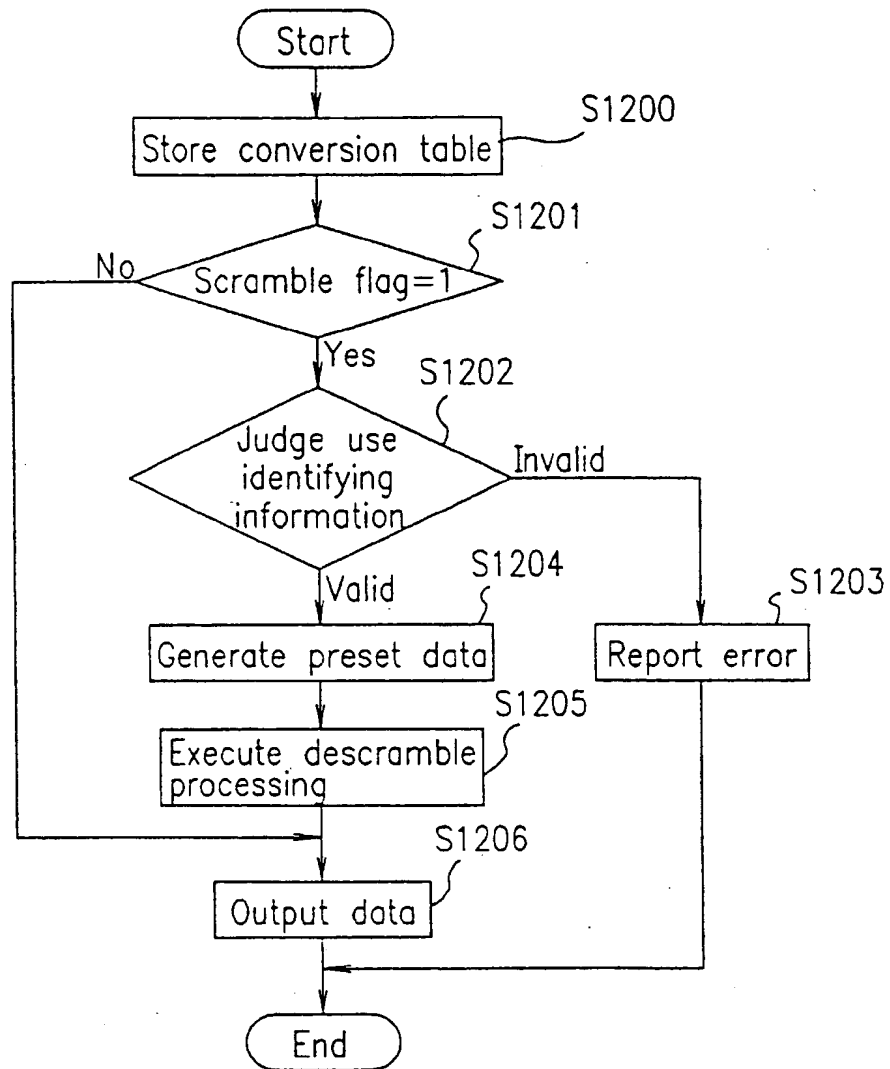 Start
S1200
Store conversion table
S1201
No
Scramble flag=1
Yes
S1202
Judge use
identifying
information
Invalid
Valid
S1204
S1203
Generate preset data
Report error
S1205
Execute descramble
processing
S1206
Output data
End